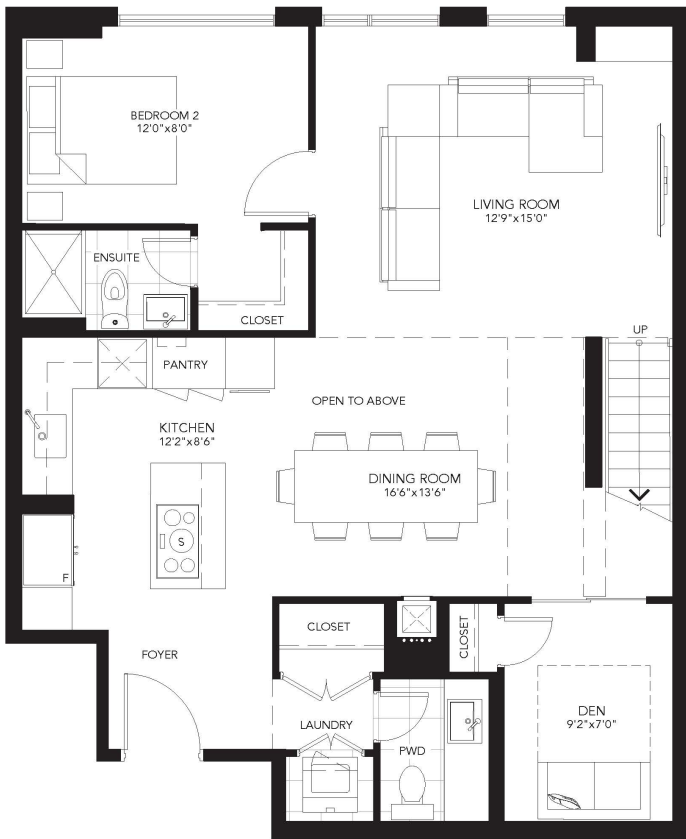 BEDROOM 2
12'0"x8'0"
LIVING ROOM
12'9"x15'0"
ENSUITE
CLOSET
UP
PANTRY
OPEN TO ABOVE
KITCHEN
12'2"x8'6"
DINING ROOM
16'6"x13'6"
S
F
CLOSET
CLOSET
FOYER
LAUNDRY
PWD
DEN
9'2"x7'0"